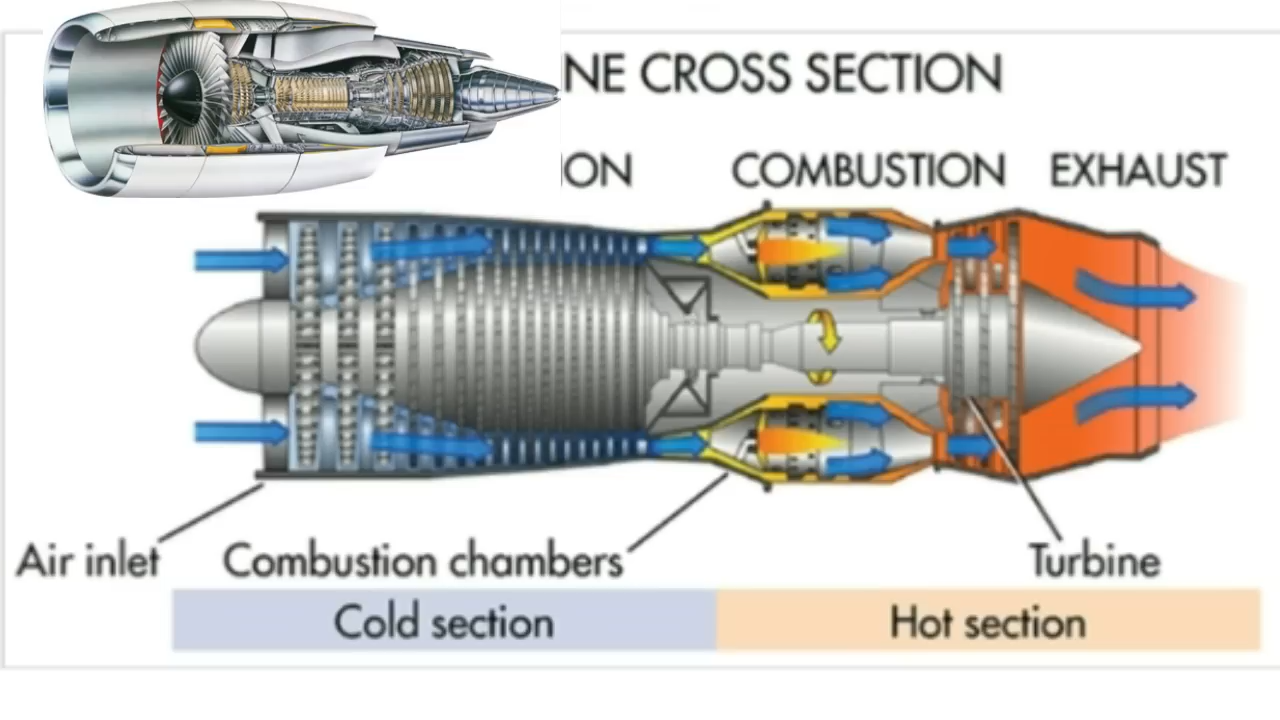 NE CROSS SECTION
ON COMBUSTION EXHAUST
Air inlet Combustion chambers Turbine
Cold section Hot section